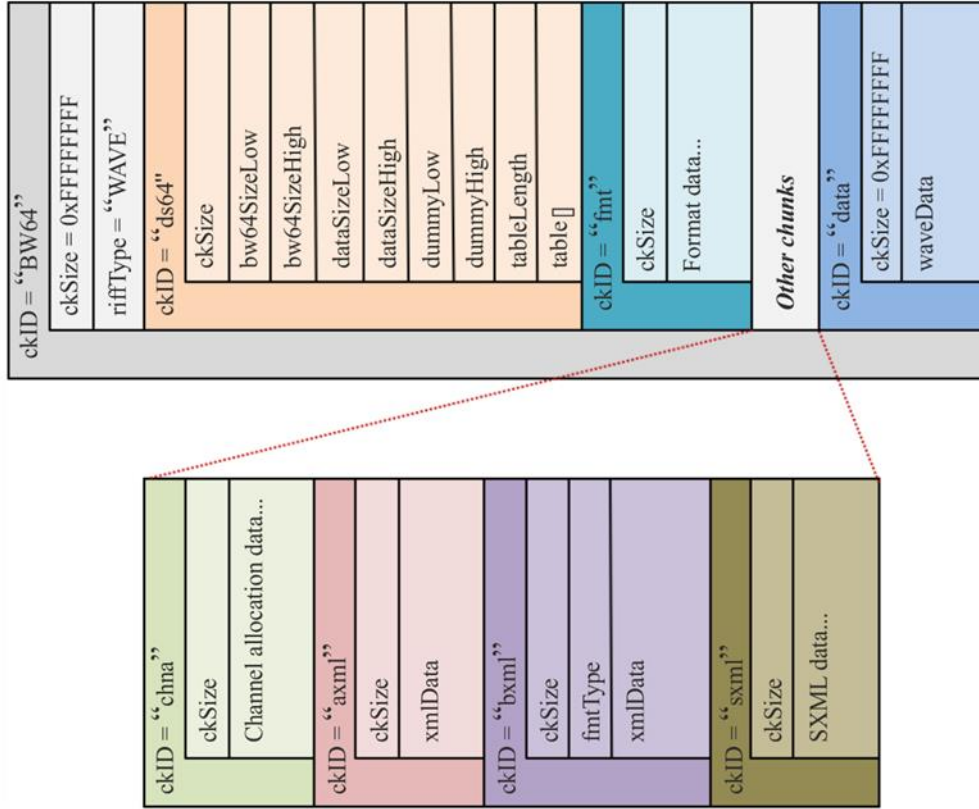 ckID = “BW64”
ckSize = 0xFFFFFFFF
riffType = “WAVE”
ckID = “ds64"
ckSize
bw64SizeLow
bw64SizeHigh
dataSizeLow
dataSizeHigh
dummyLow
dummyHigh
tableLength
table[]
ckID = “fmt”
ckSize
Format data...
Other chunks
ckID = “data”
ckSize = 0xFFFFFFFF
waveData
ckID = “chna”
ckSize
Channel allocation data...
ckID = “axml”
ckSize
xmlData
ckID = “bxml”
ckSize
fmtType
xmlData
ckID = “sxml”
ckSize
SXML data...